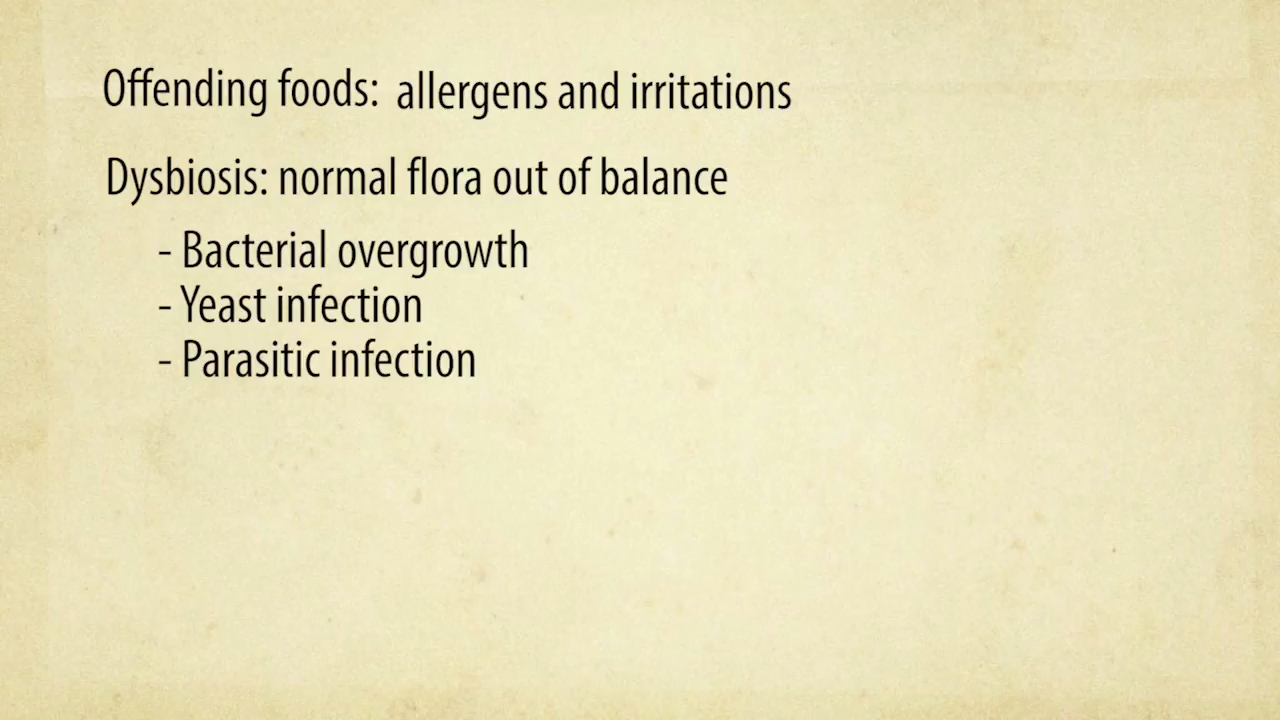 Offending foods: allergens and irritations
Dysbiosis: normal flora out of balance
- Bacterial overgrowth
- Yeast infection
- Parasitic infection